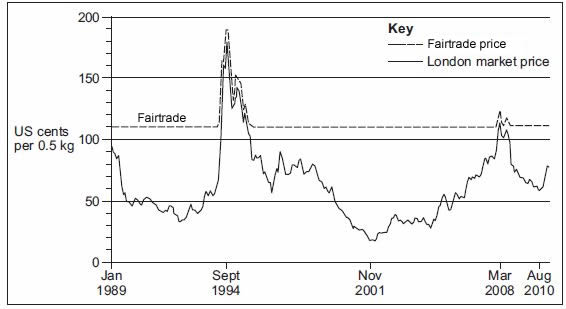 200
Key
Fairtrade price
London market price
150
Fairtrade
US cents
per 0.5 kg
100
50
0
Jan
1989
Sept
1994
Nov
2001
Mar
2008
Aug
2010